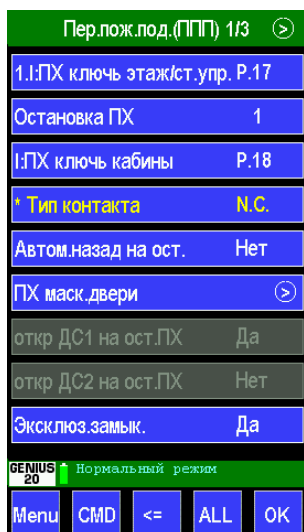 Пер.пож.под.(ППП) 1/3
1.I:ПХ ключь этаж/ст.упр. P.17
Остановка ПХ 1
I:ПХ ключь кабины P.18
* Тип контакта N.C.
Автом.назад на ост. Нет
ПХ маск.двери
откр ДС1 на ост.ПХ Да
откр ДС2 на ост.ПХ Нет
Эксклюз.замык. Да
GENIUS 20 Нормальный режим
Menu CMD <= ALL OK